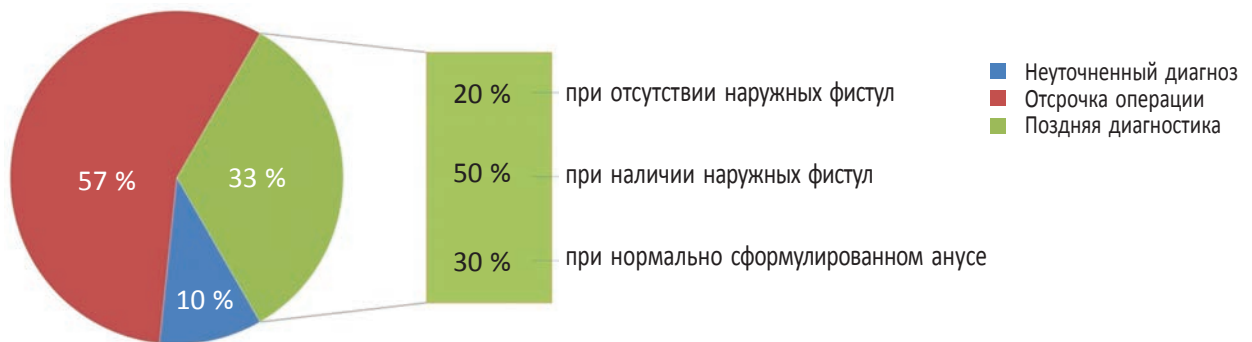 57 %
33 %
10 %
20 % при отсутствии наружных фистул
50 % при наличии наружных фистул
30 % при нормально сформулированном анусе
Неуточненный диагноз
Отсрочка операции
Поздняя диагностика